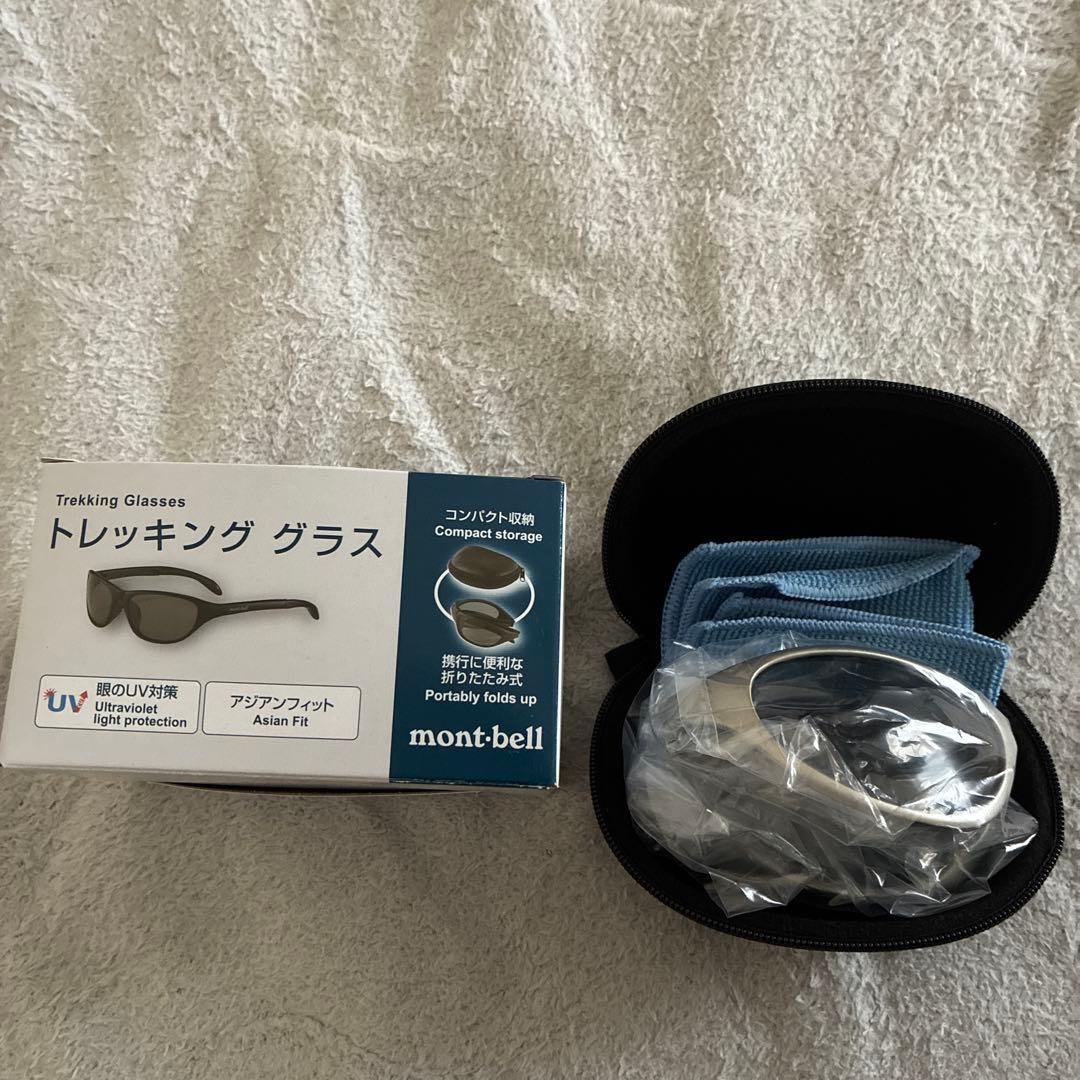 Trekking Glasses
トレッキング グラス
mont-bell
UV
眼のUV対策
Ultraviolet
light protection
アジアンフィット
Asian Fit
コンパクト収納
Compact storage
携行に便利な
折りたたみ式
Portably folds up
mont-bell